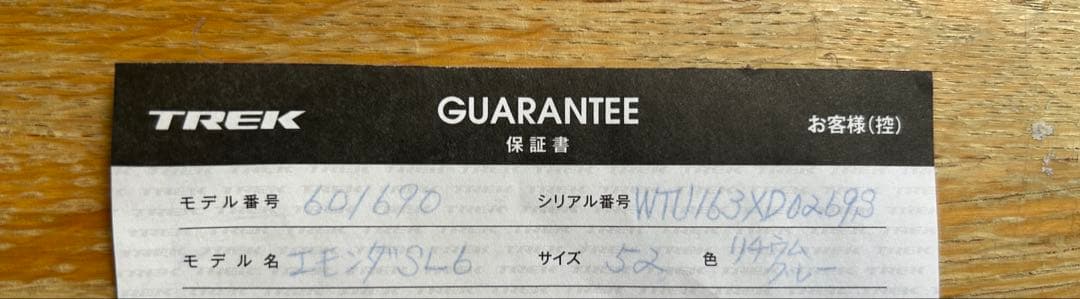 TREK GUARANTEE お客様(控)
保証書
モデル番号 601690 シリアル番号 WTU163XD0269S
モデル名 エモンダSL6 サイズ 52 色 リチウム
グレー